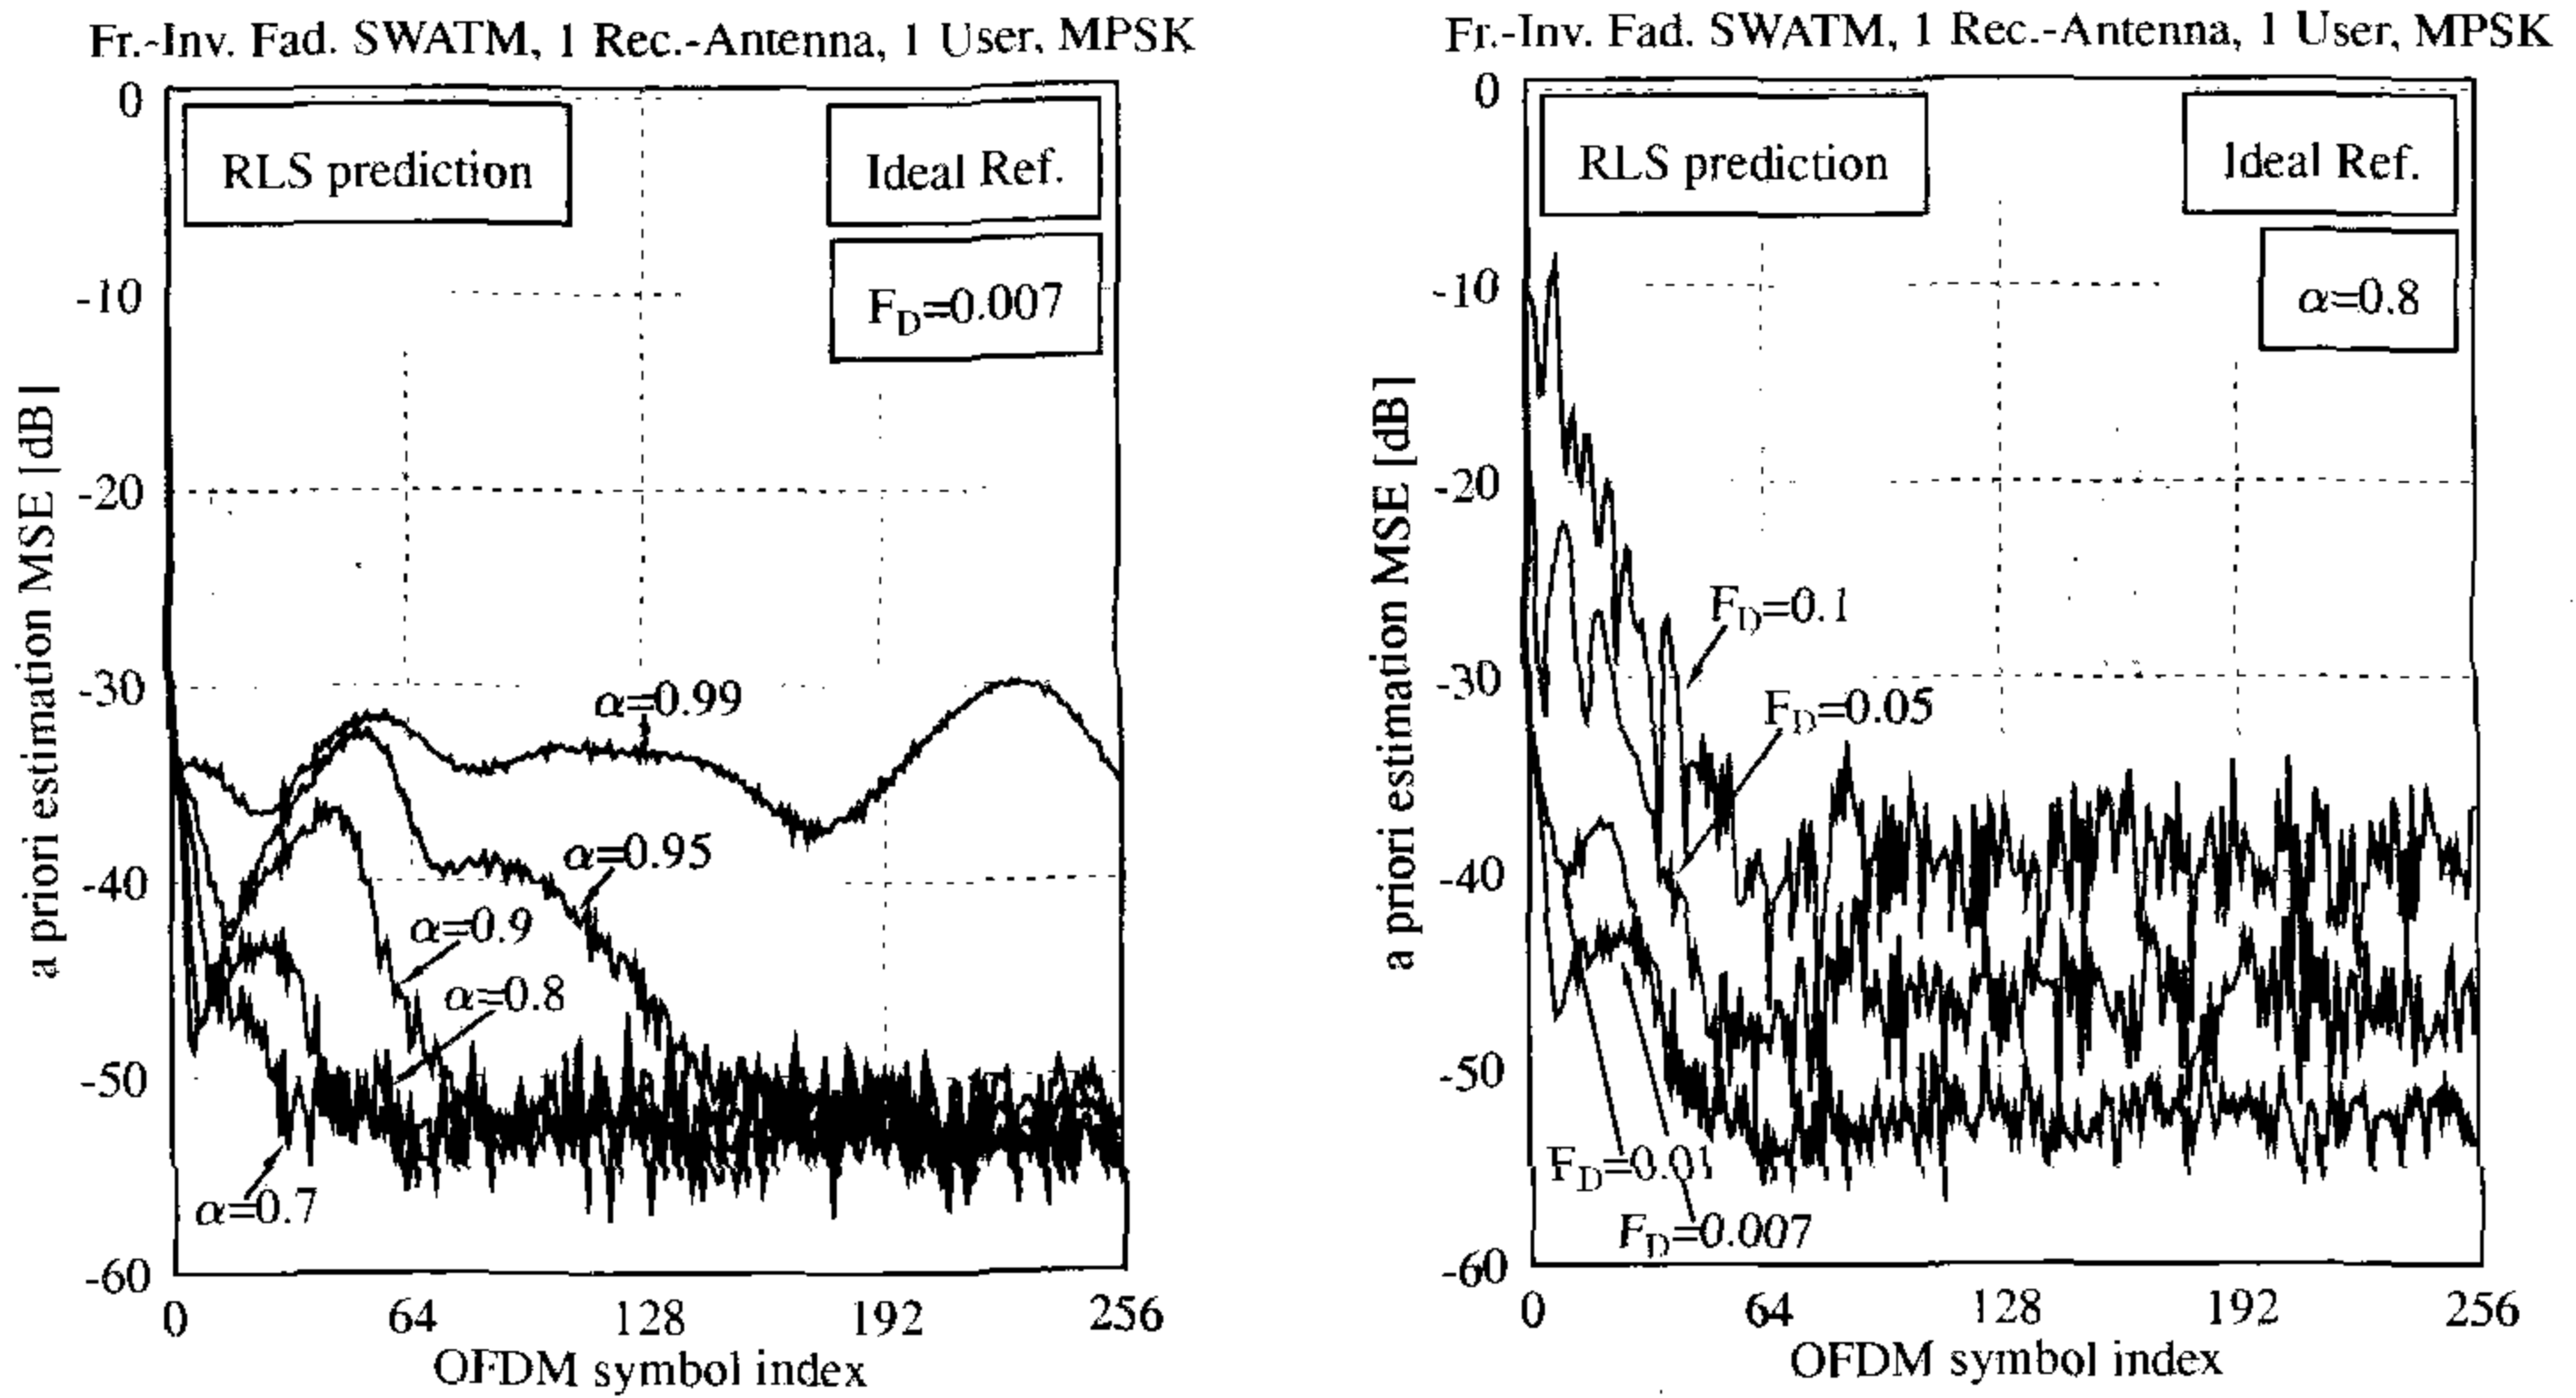 Fr.-Inv. Fad. SWATM, 1 Rec.-Antenna, 1 User, MPSK
0
RLS prediction
Ideal Ref.
F_D=0.007
-10
-20
-30
-40
-50
-60
a priori estimation MSE [dB]
α=0.99
α=0.95
α=0.9
α=0.8
α=0.7
0 64 128 192 256
OFDM symbol index
Fr.-Inv. Fad. SWATM, 1 Rec.-Antenna, 1 User, MPSK
0
RLS prediction
Ideal Ref.
α=0.8
-10
-20
-30
-40
-50
-60
a priori estimation MSE [dB]
F_D=0.1
F_D=0.05
F_D=0.01
F_D=0.007
0 64 128 192 256
OFDM symbol index